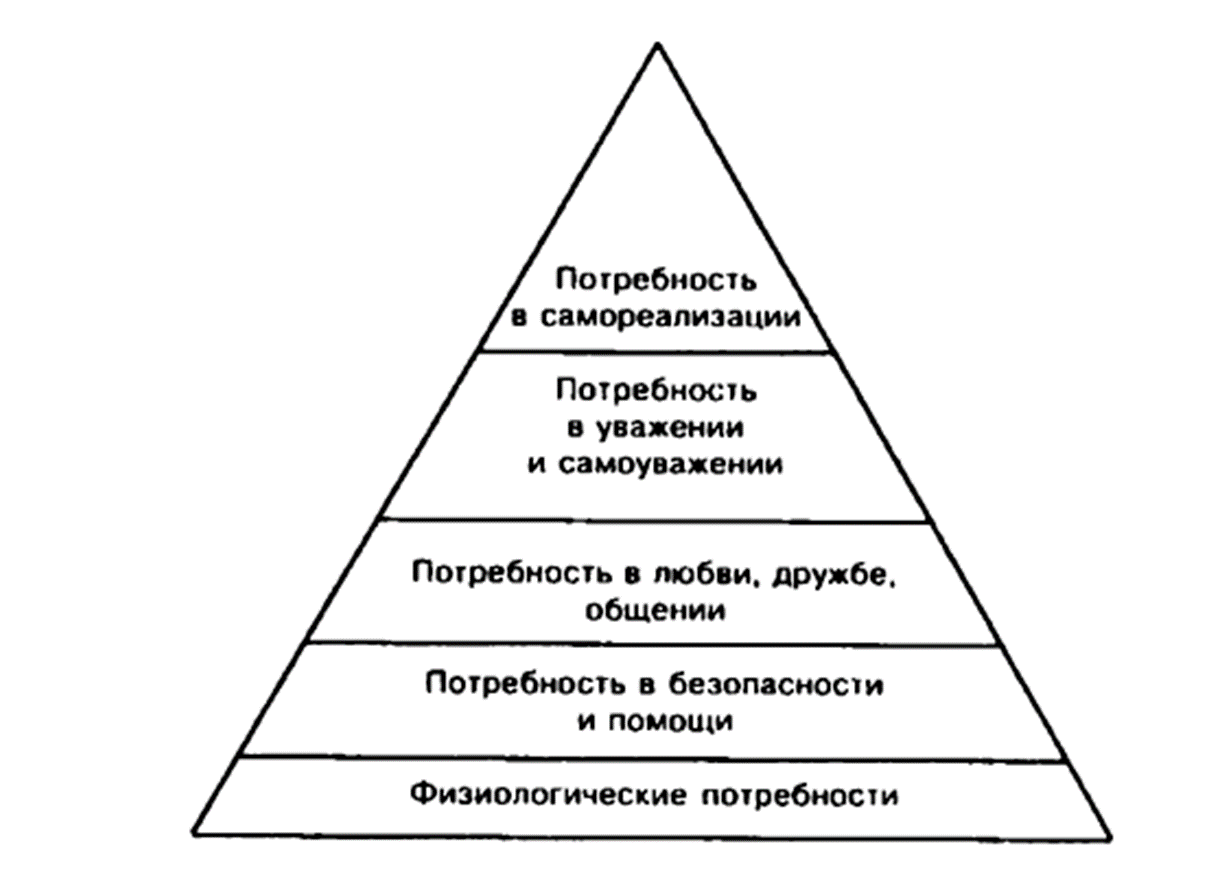 Потребность
в самореализации
Потребность
в уважении
и самоуважении
Потребность в любви, дружбе,
общении
Потребность в безопасности
и помощи
Физиологические потребности